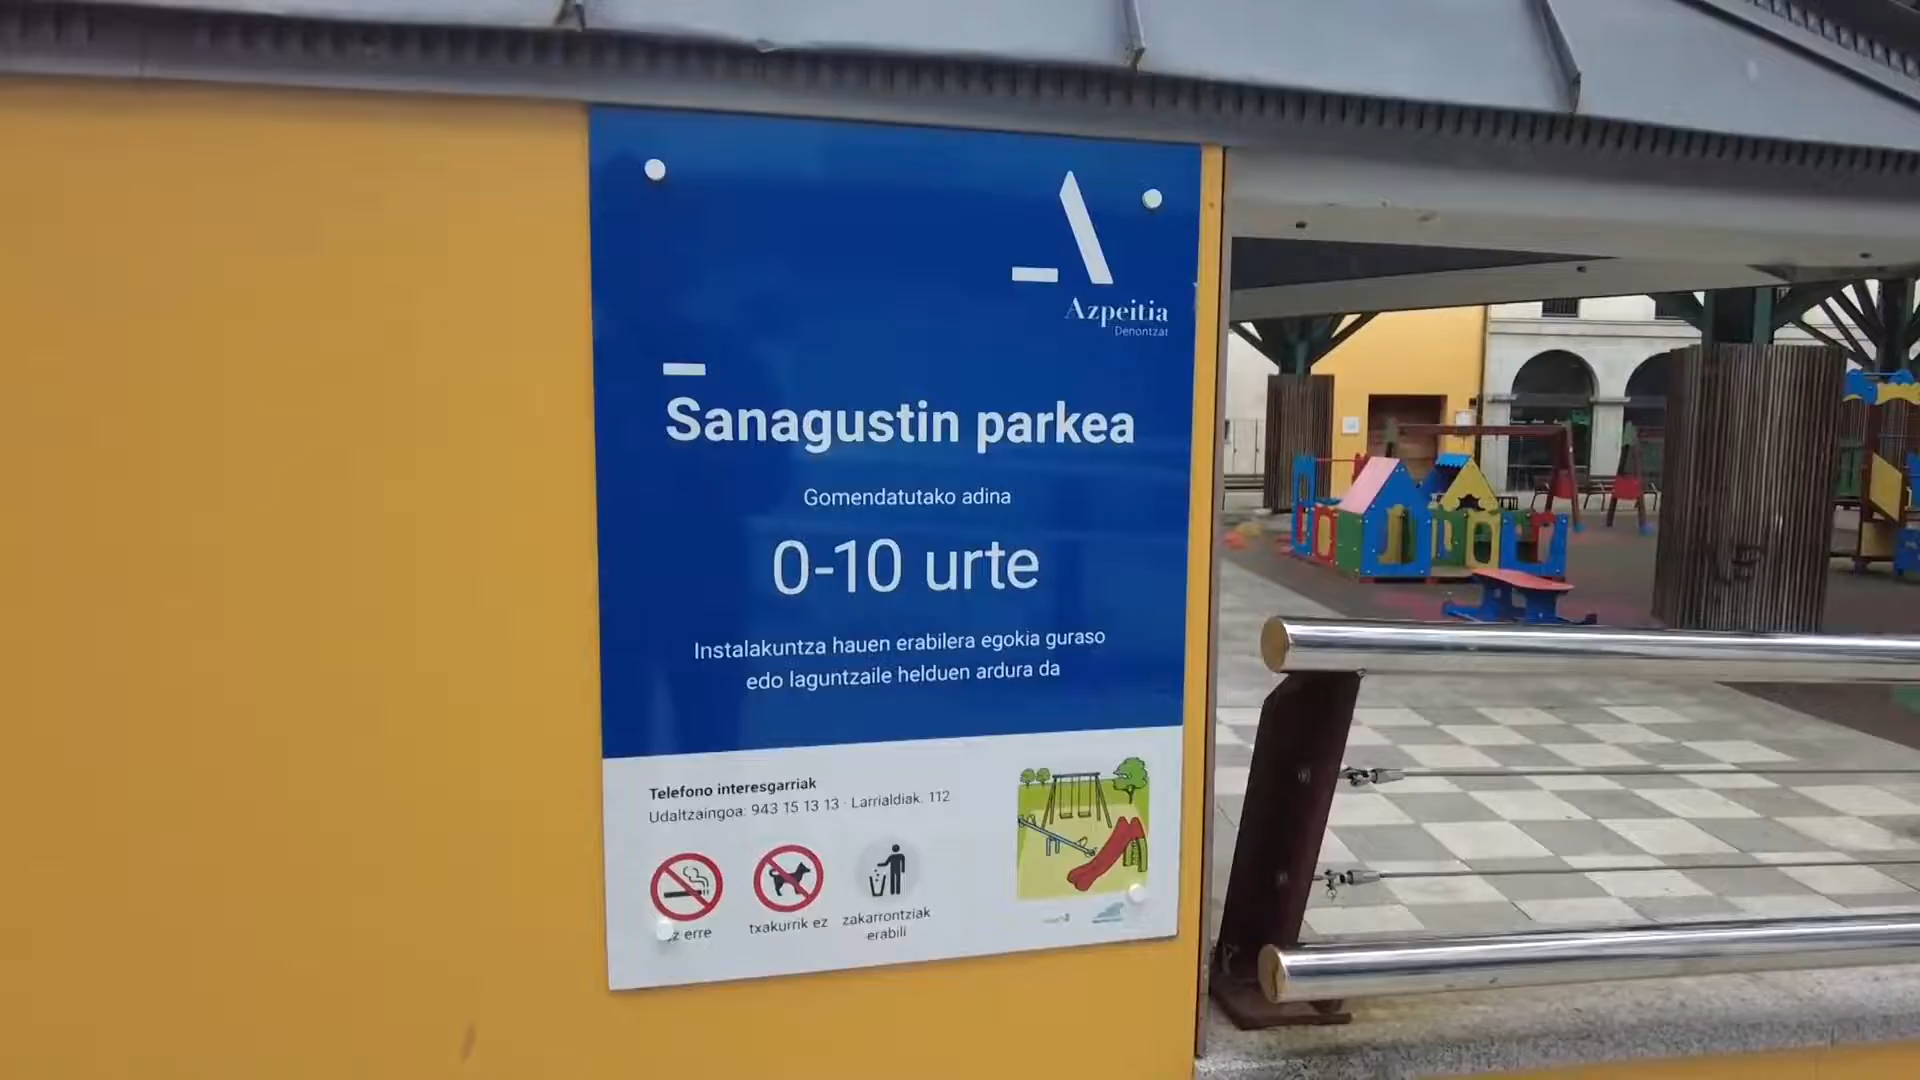 Azpeitia
Denontzat
Sanagustin parkea
Gomendatutako adina
0-10 urte
Instalakuntza hauen erabilera egokia guraso
edo laguntzaile helduen ardura da
Telefono interesgarriak
Udaltzaingoa: 943 15 13 13 · Larrialdiak. 112
erre
txakurrik ez
zakarrontziak
erabili